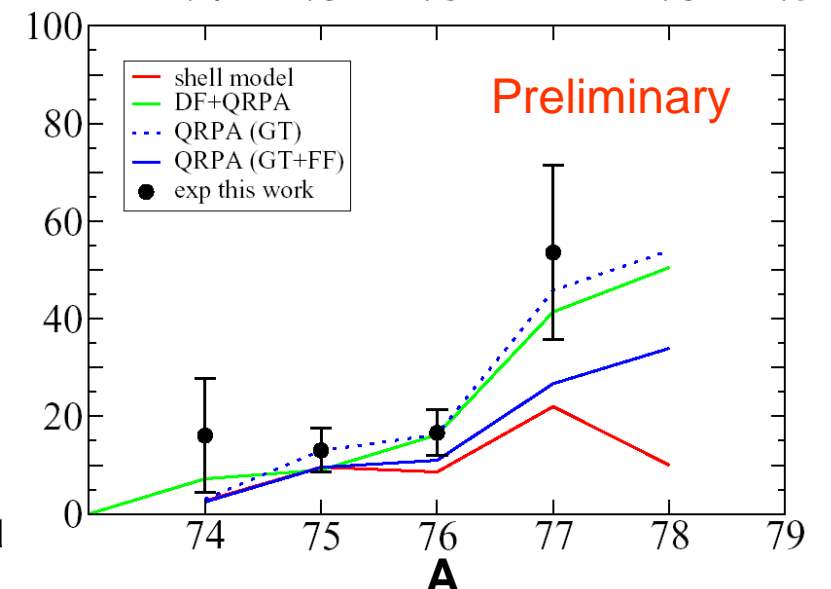 100
80
60
40
20
0
shell model
DF+QRPA
QRPA (GT)
QRPA (GT+FF)
exp this work
Preliminary
74 75 76 77 78 79
A